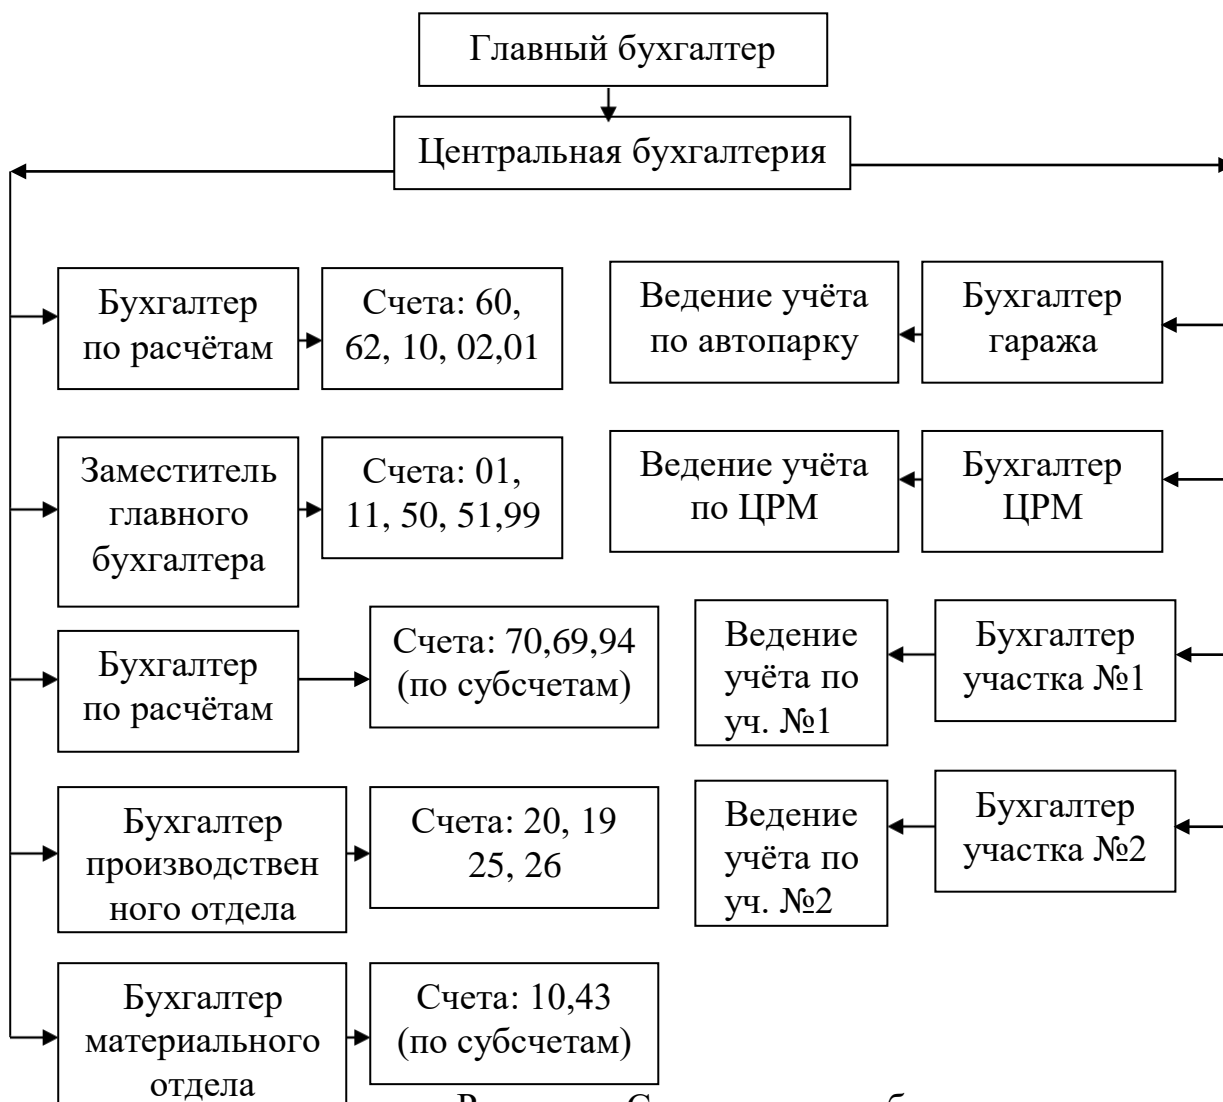 Главный бухгалтер
Центральная бухгалтерия
Бухгалтер
по расчётам
Счета: 60,
62, 10, 02,01
Ведение учёта
по автопарку
Бухгалтер
гаража
Заместитель
главного
бухгалтера
Счета: 01,
11, 50, 51,99
Ведение учёта
по ЦРМ
Бухгалтер
ЦРМ
Бухгалтер
по расчётам
Счета: 70,69,94
(по субсчетам)
Ведение
учёта по
уч. №1
Бухгалтер
участка №1
Бухгалтер
производствен
ного отдела
Счета: 20, 19
25, 26
Ведение
учёта по
уч. №2
Бухгалтер
участка №2
Бухгалтер
материального
отдела
Счета: 10,43
(по субсчетам)